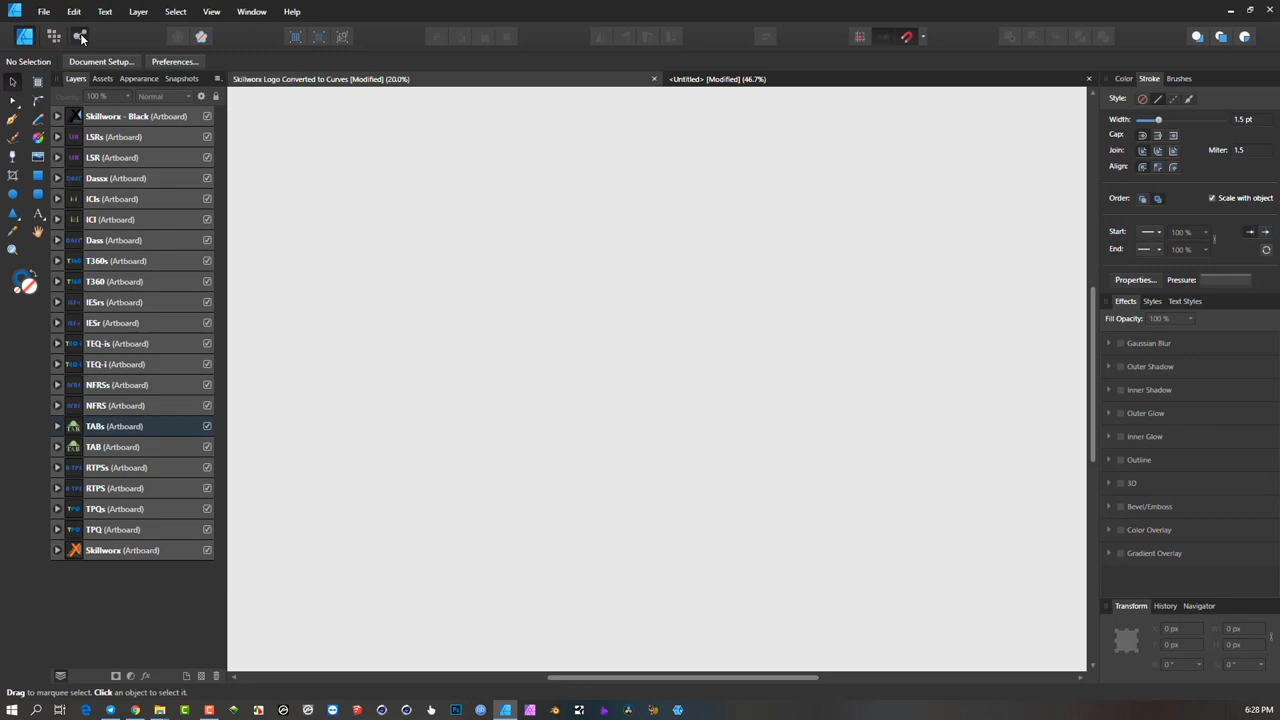 File Edit Text Layer Select View Window Help
No Selection Document Setup... Preferences...
Layers Assets Appearance Snapshots
Skillworx Logo Converted to Curves [Modified] (20.0%)
<Untitled> [Modified] (46.7%)
Color Stroke Brushes
Opacity: 100 % Normal
Style:
Skillworx - Black (Artboard)
Width: 1.5 pt
LSRs (Artboard)
Cap:
LSR (Artboard)
Join: Miter: 1.5
Align:
Dassx (Artboard)
ICIs (Artboard)
Order: Scale with object
ICI (Artboard)
Start: 100 %
Dass (Artboard)
End: 100 %
T360s (Artboard)
T360 (Artboard)
Properties... Pressure:
IESrs (Artboard)
Effects Styles Text Styles
IESr (Artboard)
Fill Opacity: 100 %
TEQ-is (Artboard)
Gaussian Blur
TEQ-i (Artboard)
Outer Shadow
NFRSs (Artboard)
Inner Shadow
NFRS (Artboard)
Outer Glow
TABs (Artboard)
Inner Glow
TAB (Artboard)
Outline
RTPSs (Artboard)
3D
RTPS (Artboard)
Bevel/Emboss
TPQs (Artboard)
Color Overlay
TPQ (Artboard)
Gradient Overlay
Skillworx (Artboard)
Transform History Navigator
X: 0 px W: 0 px
Y: 0 px H: 0 px
0 ° 0 °
Drag to marquee select. Click an object to select it.
6:28 PM